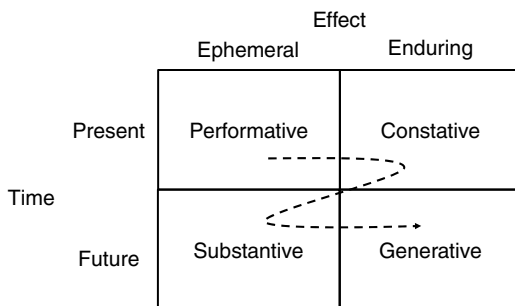 Effect
Ephemeral Enduring
Present Performative Constative
Time
Future Substantive Generative